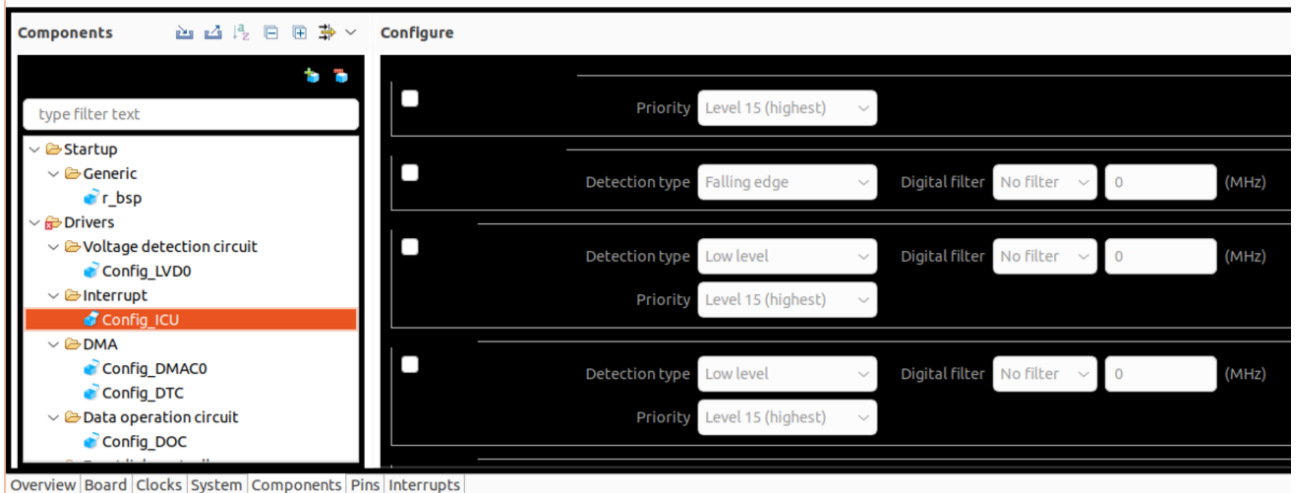 Components
Configure
type filter text
Startup
Generic
r_bsp
Drivers
Voltage detection circuit
Config_LVD0
Interrupt
Config_ICU
DMA
Config_DMAC0
Config_DTC
Data operation circuit
Config_DOC
Priority Level 15 (highest)
Detection type Falling edge Digital filter No filter 0 (MHz)
Detection type Low level Digital filter No filter 0 (MHz)
Priority Level 15 (highest)
Detection type Low level Digital filter No filter 0 (MHz)
Priority Level 15 (highest)
Overview Board Clocks System Components Pins Interrupts